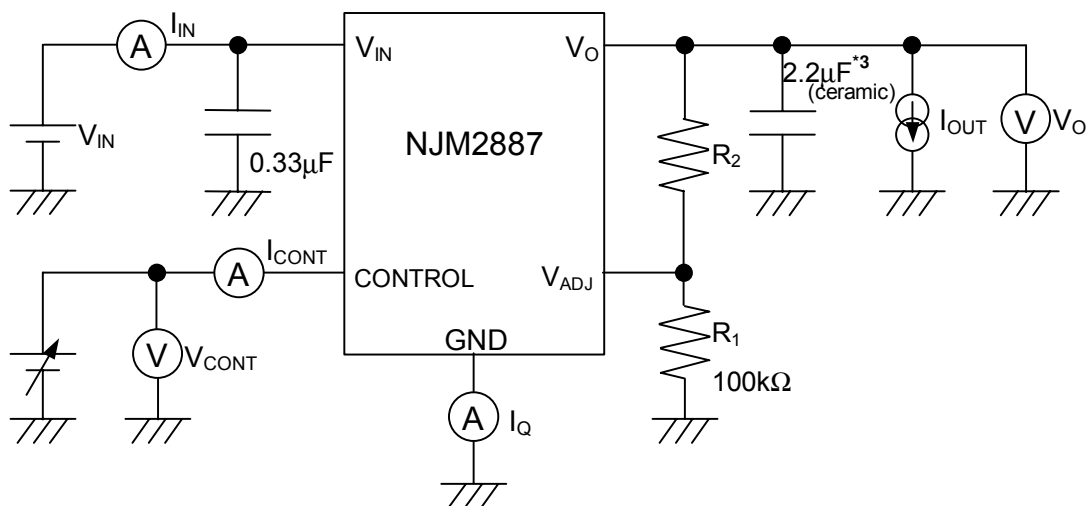 I_IN
A
V_IN
V_O
2.2µF*3
(ceramic)
V_IN
0.33µF
NJM2887
R_2
I_OUT
V
V_O
I_CONT
A
CONTROL
V_ADJ
V
V_CONT
GND
R_1
100kΩ
A
I_Q